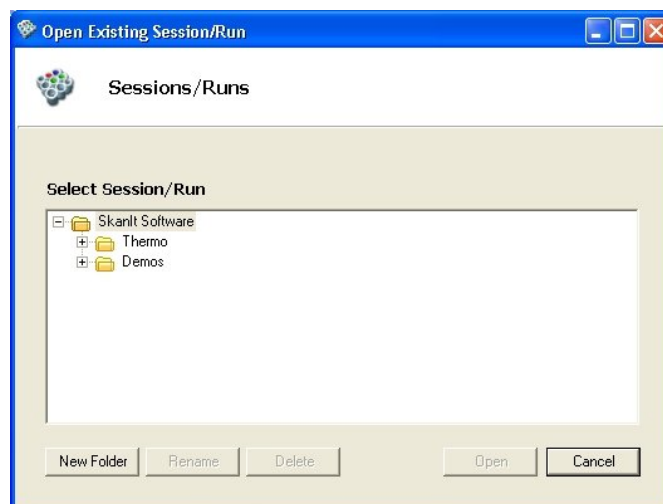 Open Existing Session/Run
Sessions/Runs
Select Session/Run
SkanIt Software
Thermo
Demos
New Folder Rename Delete Open Cancel